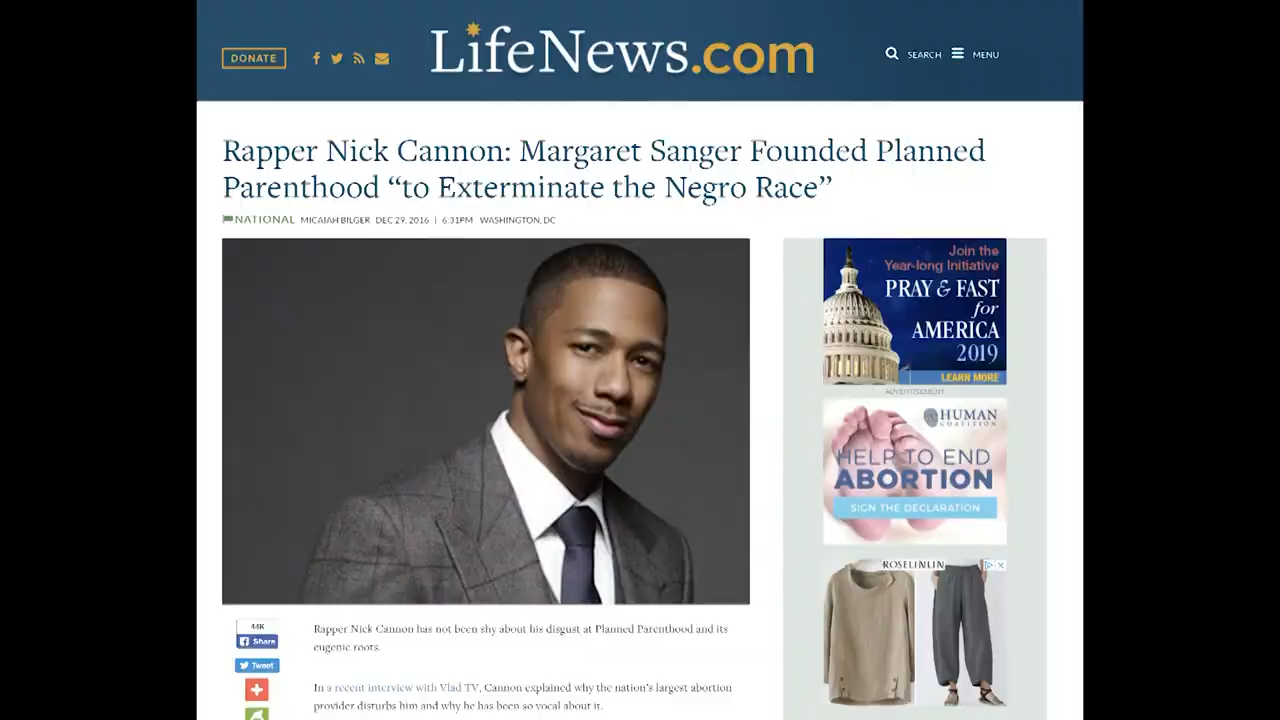 DONATE
LifeNews.com
SEARCH
MENU
Rapper Nick Cannon: Margaret Sanger Founded Planned
Parenthood “to Exterminate the Negro Race”
NATIONAL MICAIAH BILGER DEC 29, 2016 | 6:31PM WASHINGTON, DC
Join the
Year-long Initiative
PRAY & FAST
for
AMERICA
2019
LEARN MORE
ADVERTISEMENT
HUMAN
COALITION
HELP TO END
ABORTION
SIGN THE DECLARATION
ROSELINLIN
44K
Share
Tweet
Rapper Nick Cannon has not been shy about his disgust at Planned Parenthood and its
eugenic roots.
In a recent interview with Vlad TV, Cannon explained why the nation’s largest abortion
provider disturbs him and why he has been so vocal about it.